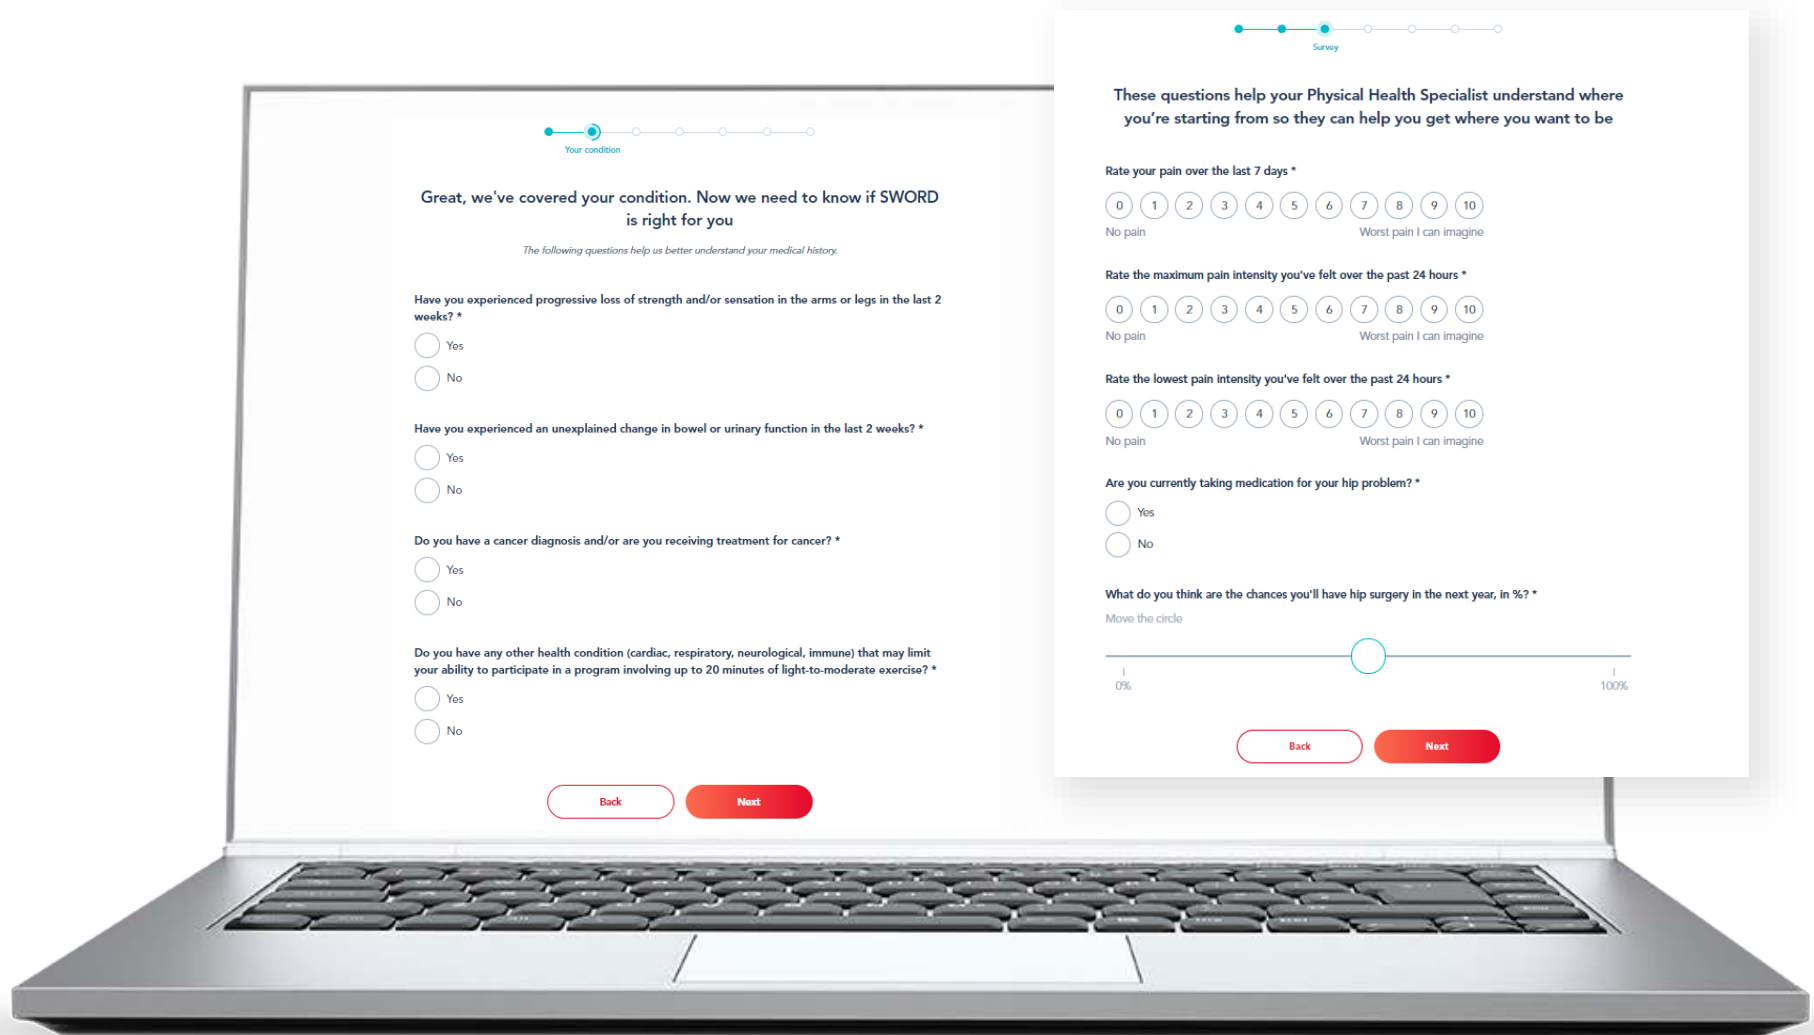 Your condition
Great, we've covered your condition. Now we need to know if SWORD
is right for you
The following questions help us better understand your medical history.
Have you experienced progressive loss of strength and/or sensation in the arms or legs in the last 2
weeks? *
Yes
No
Have you experienced an unexplained change in bowel or urinary function in the last 2 weeks? *
Yes
No
Do you have a cancer diagnosis and/or are you receiving treatment for cancer? *
Yes
No
Do you have any other health condition (cardiac, respiratory, neurological, immune) that may limit
your ability to participate in a program involving up to 20 minutes of light-to-moderate exercise? *
Yes
No
Back Next
Survey
These questions help your Physical Health Specialist understand where
you're starting from so they can help you get where you want to be
Rate your pain over the last 7 days *
0 1 2 3 4 5 6 7 8 9 10
No pain Worst pain I can imagine
Rate the maximum pain intensity you've felt over the past 24 hours *
0 1 2 3 4 5 6 7 8 9 10
No pain Worst pain I can imagine
Rate the lowest pain intensity you've felt over the past 24 hours *
0 1 2 3 4 5 6 7 8 9 10
No pain Worst pain I can imagine
Are you currently taking medication for your hip problem? *
Yes
No
What do you think are the chances you'll have hip surgery in the next year, in %? *
Move the circle
0% 100%
Back Next